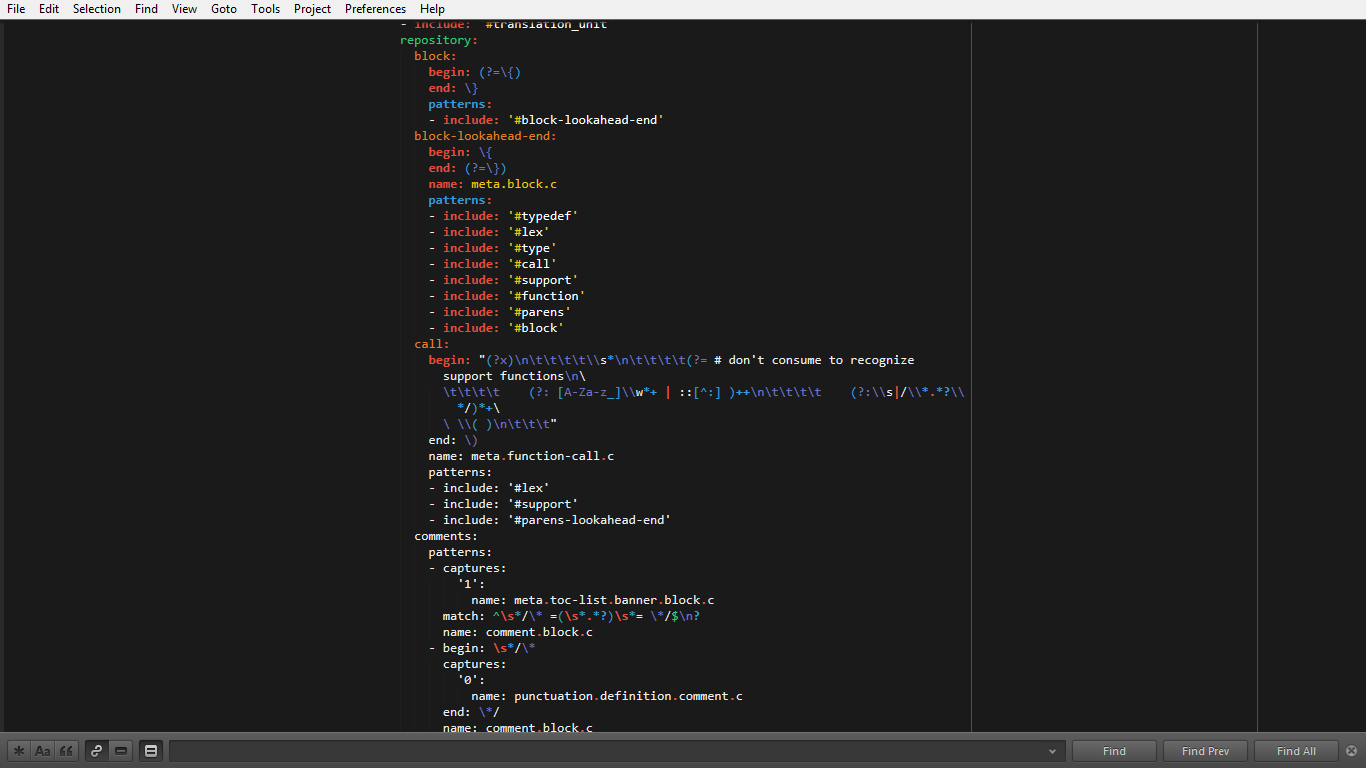 File Edit Selection Find View Goto Tools Project Preferences Help
- include: '#translation_unit'
repository:
block:
begin: (?=\{)
end: \}
patterns:
- include: '#block-lookahead-end'
block-lookahead-end:
begin: \{
end: (?=\})
name: meta.block.c
patterns:
- include: '#typedef'
- include: '#lex'
- include: '#type'
- include: '#call'
- include: '#support'
- include: '#function'
- include: '#parens'
- include: '#block'
call:
begin: "(?x)\n\t\t\t\t\\s*\n\t\t\t\t(?= # don't consume to recognize
support functions\n\
\t\t\t\t    (?: [A-Za-z_]\\w*+ | ::[^:] )++\n\t\t\t\t    (?:\\s|/\\*.*?\\
*/)*+\
\ \\( )\n\t\t\t"
end: \)
name: meta.function-call.c
patterns:
- include: '#lex'
- include: '#support'
- include: '#parens-lookahead-end'
comments:
patterns:
- captures:
'1':
name: meta.toc-list.banner.block.c
match: ^\s*/\* =(\s*.*?)\s*= \*/$\n?
name: comment.block.c
- begin: \s*/\*
captures:
'0':
name: punctuation.definition.comment.c
end: \*/
name: comment.block.c
Aa Find Find Prev Find All